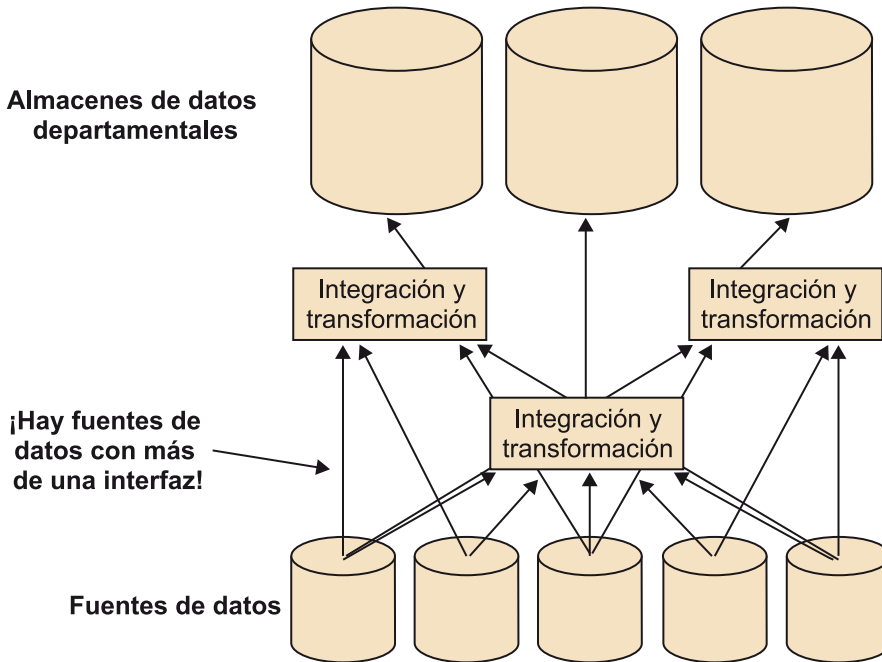 Almacenes de datos
departamentales
Integración y
transformación
Integración y
transformación
Integración y
transformación
¡Hay fuentes de
datos con más
de una interfaz!
Fuentes de datos